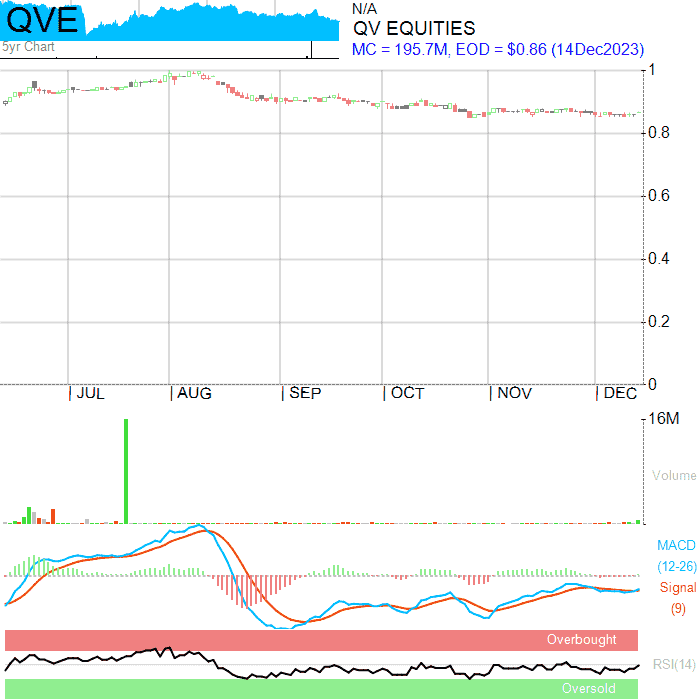 QVE
5yr Chart
N/A
QV EQUITIES
MC = 195.7M, EOD = $0.86 (14Dec2023)
1
0.8
0.6
0.4
0.2
0
JUL AUG SEP OCT NOV DEC
16M
Volume
MACD
(12-26)
Signal
(9)
Overbought
RSI(14)
Oversold